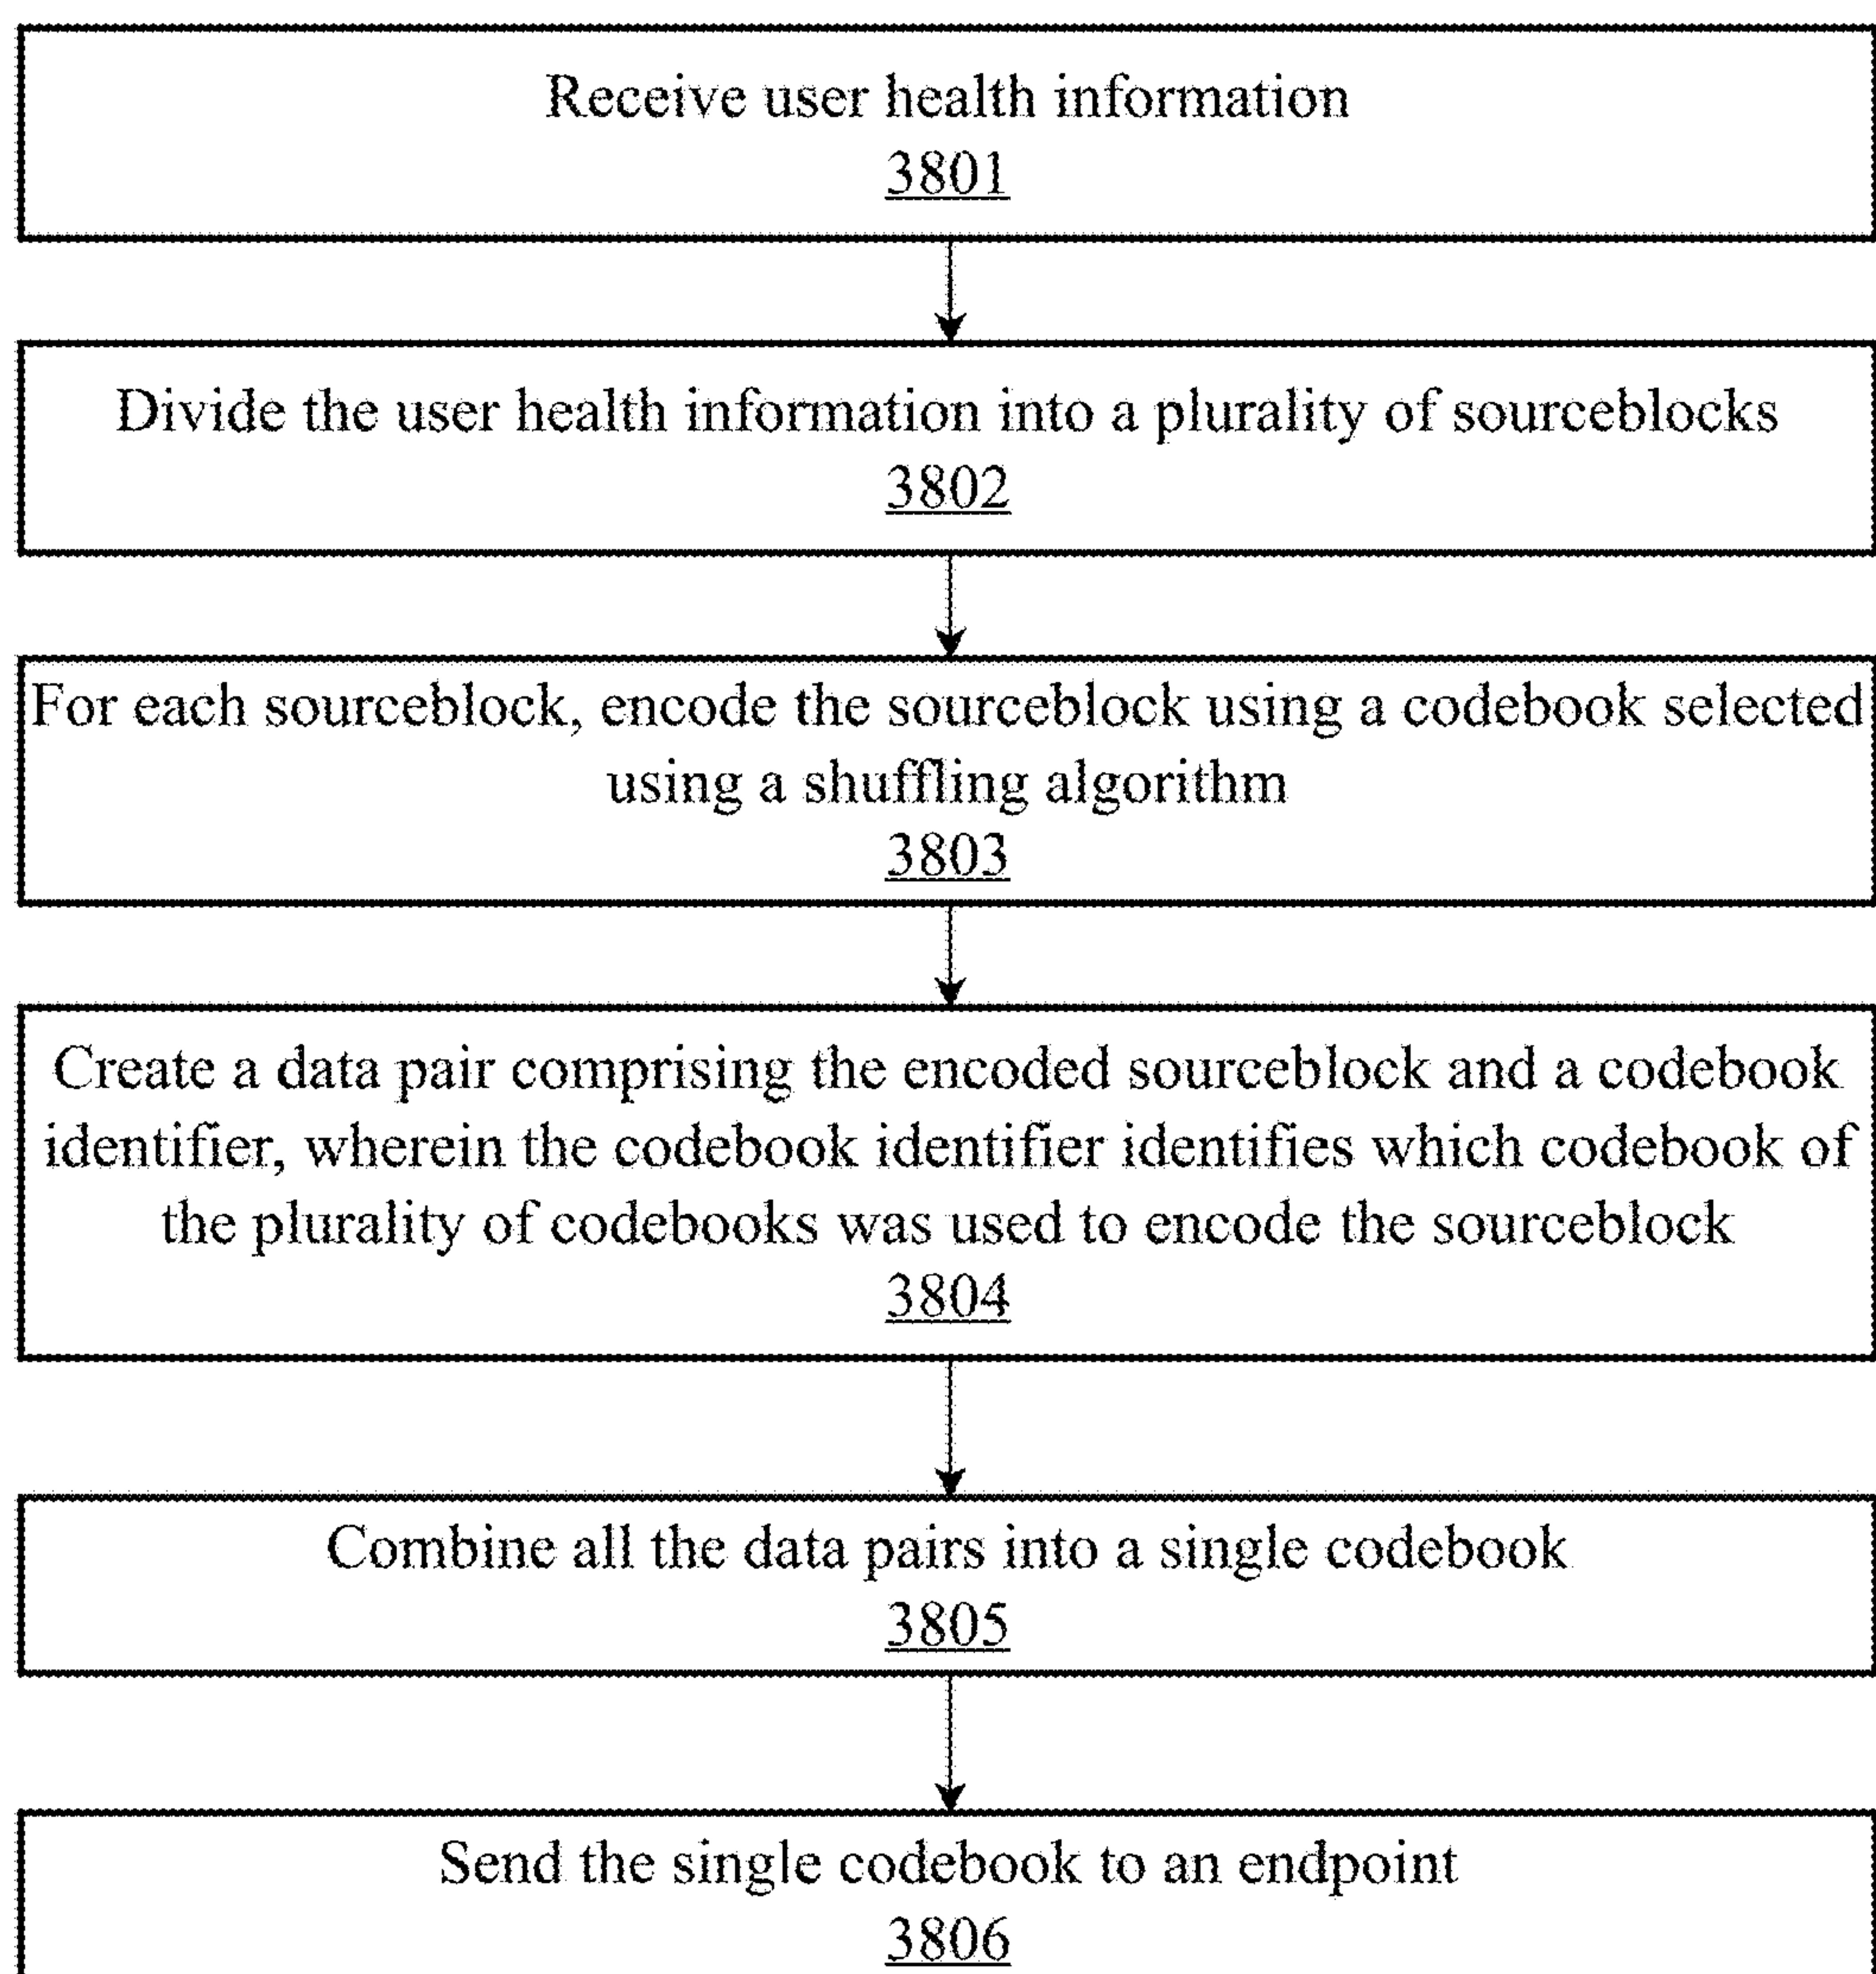 Receive user health information
3801
Divide the user health information into a plurality of sourceblocks
3802
For each sourceblock, encode the sourceblock using a codebook selected
using a shuffling algorithm
3803
Create a data pair comprising the encoded sourceblock and a codebook
identifier, wherein the codebook identifier identifies which codebook of
the plurality of codebooks was used to encode the sourceblock
3804
Combine all the data pairs into a single codebook
3805
Send the single codebook to an endpoint
3806